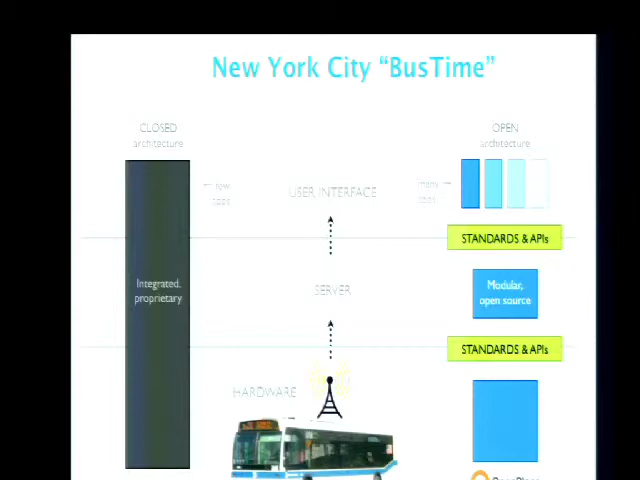 New York City “BusTime”
CLOSED
architecture
OPEN
architecture
USER INTERFACE
STANDARDS & APIs
Integrated,
proprietary
SERVER
Modular,
open source
STANDARDS & APIs
HARDWARE